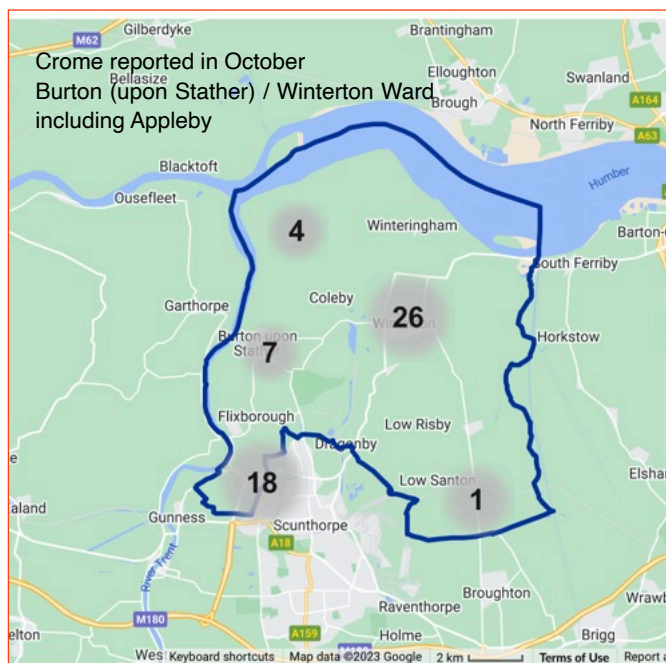 Gilberdyke
M62
Brantingham
Crome reported in October
Bellasize
Elloughton
Swanland
Burton (upon Stather) / Winterton Ward
Brough
A164
including Appleby
North Ferriby
A63
Blacktoft
Humber
Ousefleet
4
Winteringham
Barton-
South Ferriby
Garthorpe
Coleby
26
Horkstow
Burton upon
Stather
7
Flixborough
Low Risby
Dragonby
18
Low Santon
1
Elsha
aland
Gunness
Scunthorpe
A18
River Trent
Broughton
Raventhorpe
Wrawb
M180
elton
A159
Holme
Brigg
West
Keyboard shortcuts
Map data ©2023 Google
2 km
Terms of Use
Report